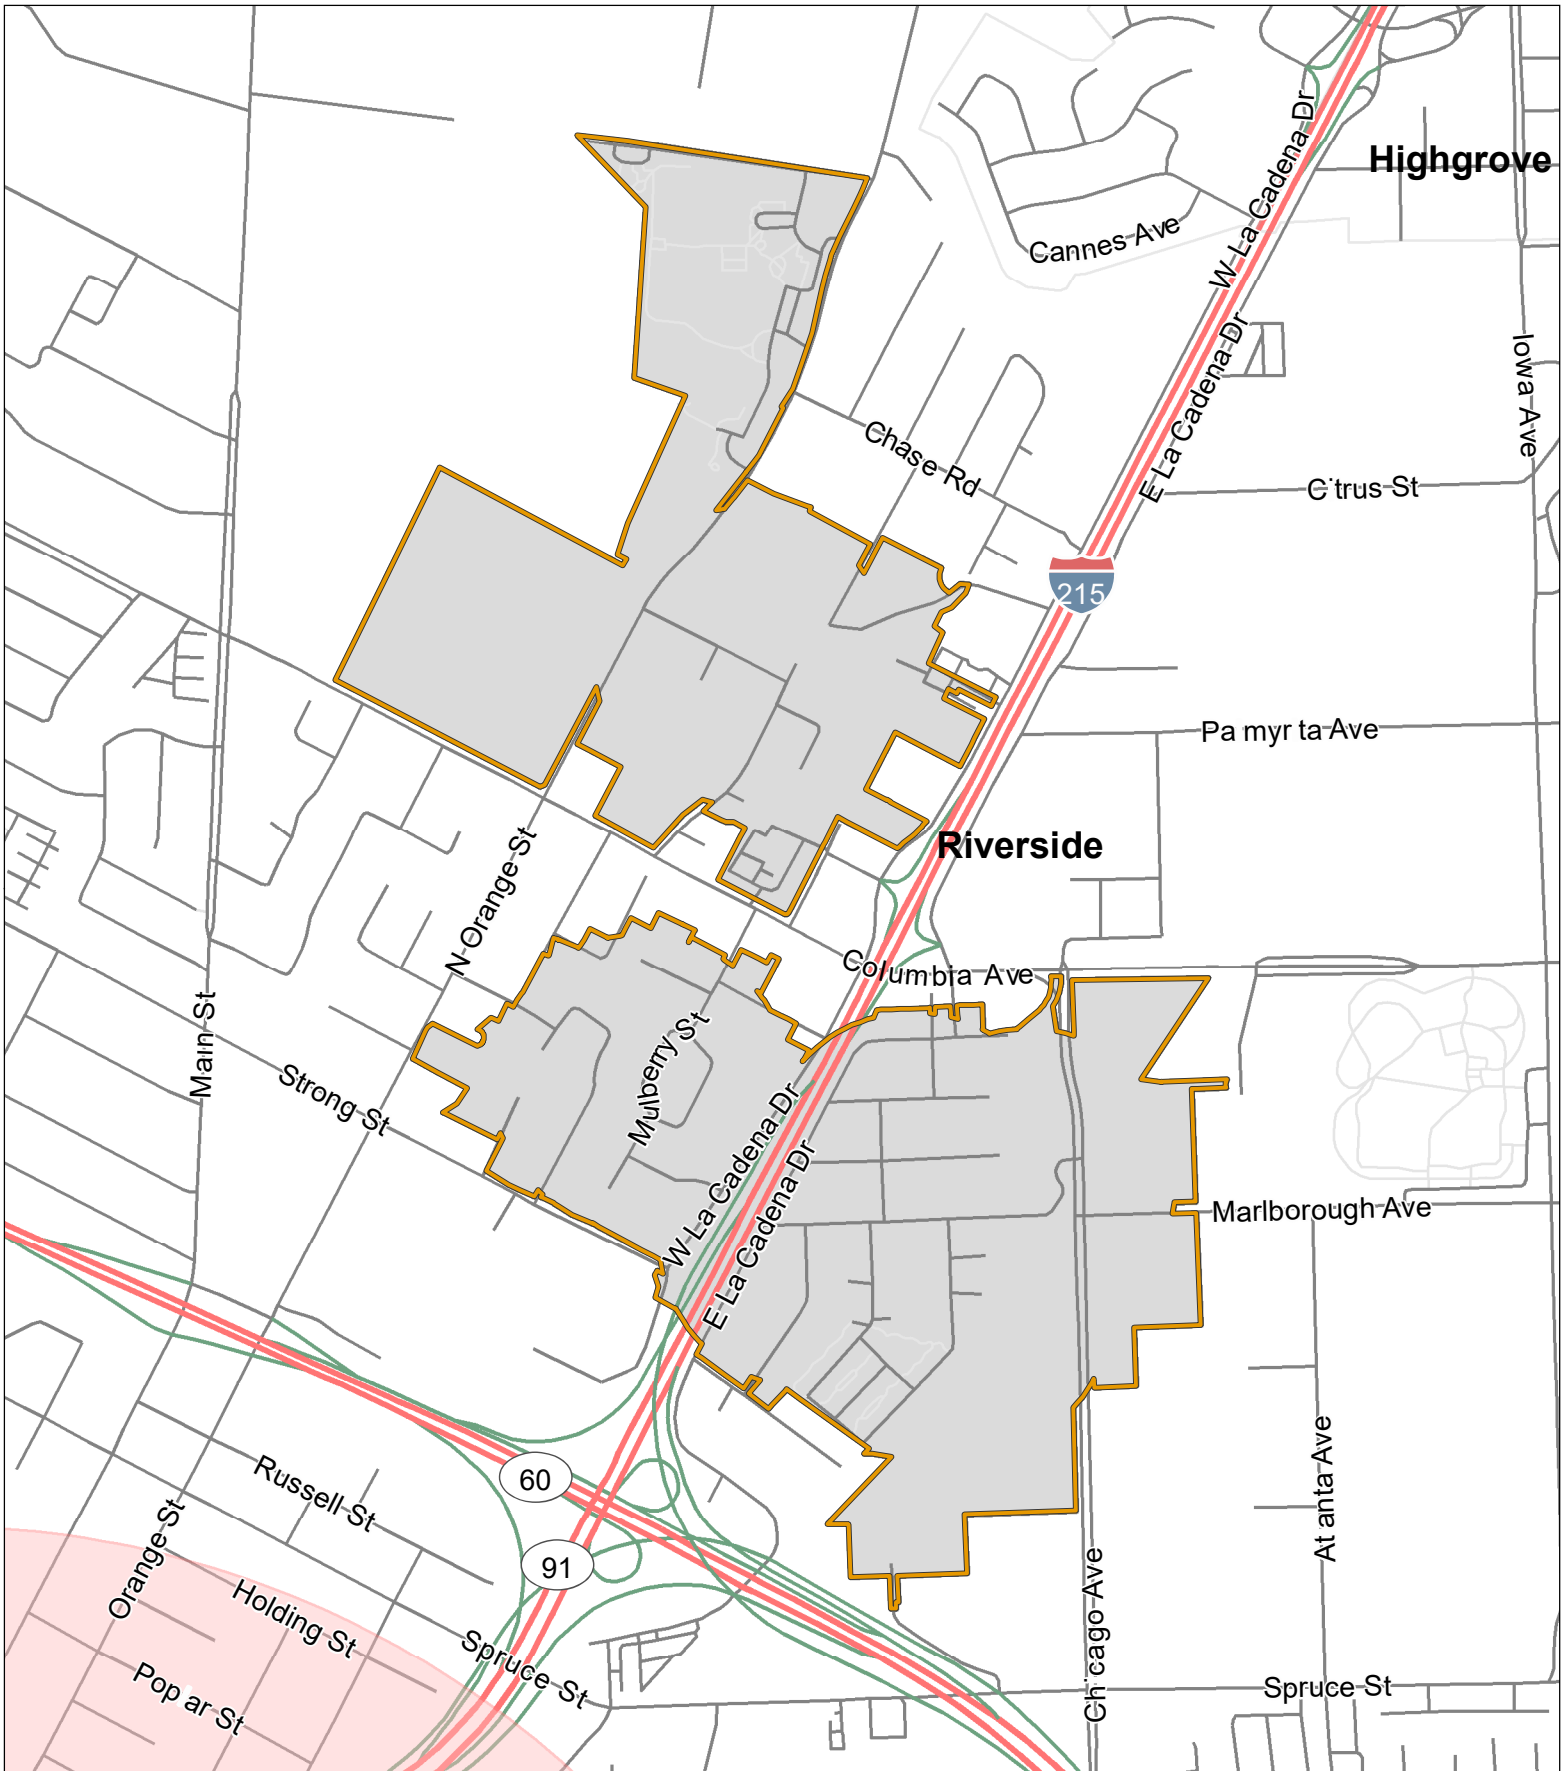 W La Cadena Dr
Highgrove
Cannes Ave
E La Cadena Dr
Iowa Ave
Chase Rd
Citrus St
215
Pa myr ta Ave
Riverside
N Orange St
Columbia Ave
Main St
Mulberry St
Strong St
W La Cadena Dr
E La Cadena Dr
Marlborough Ave
60
Russell St
Orange St
91
At anta Ave
Holding St
Chicago Ave
Spruce St
Pop ar St
Spruce St